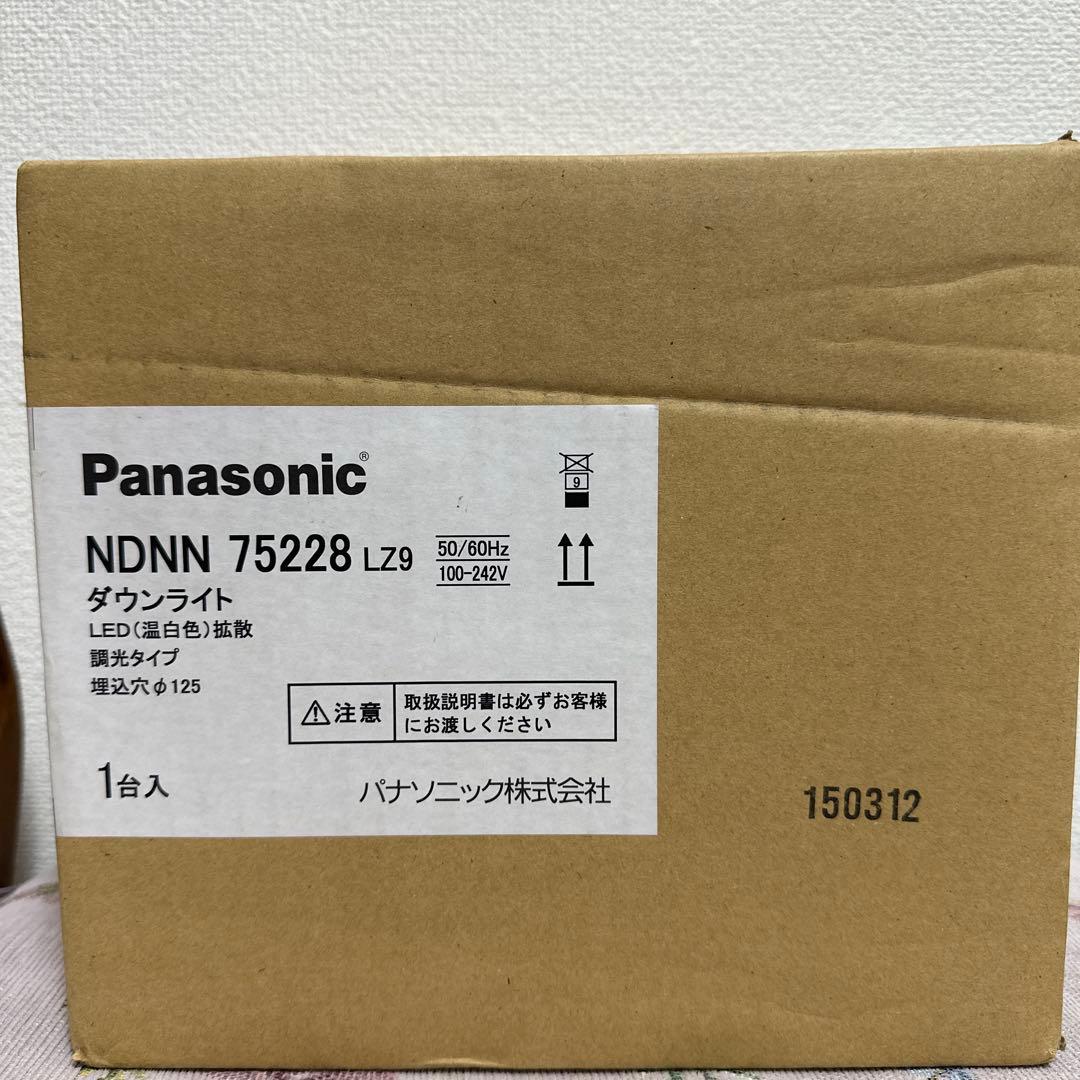 Panasonic®
9
NDNN 75228 LZ9
50/60Hz
100-242V
ダウンライト
LED(温白色)拡散
調光タイプ
埋込穴φ125
⚠注意
取扱説明書は必ずお客様
にお渡しください
1台入
パナソニック株式会社
150312